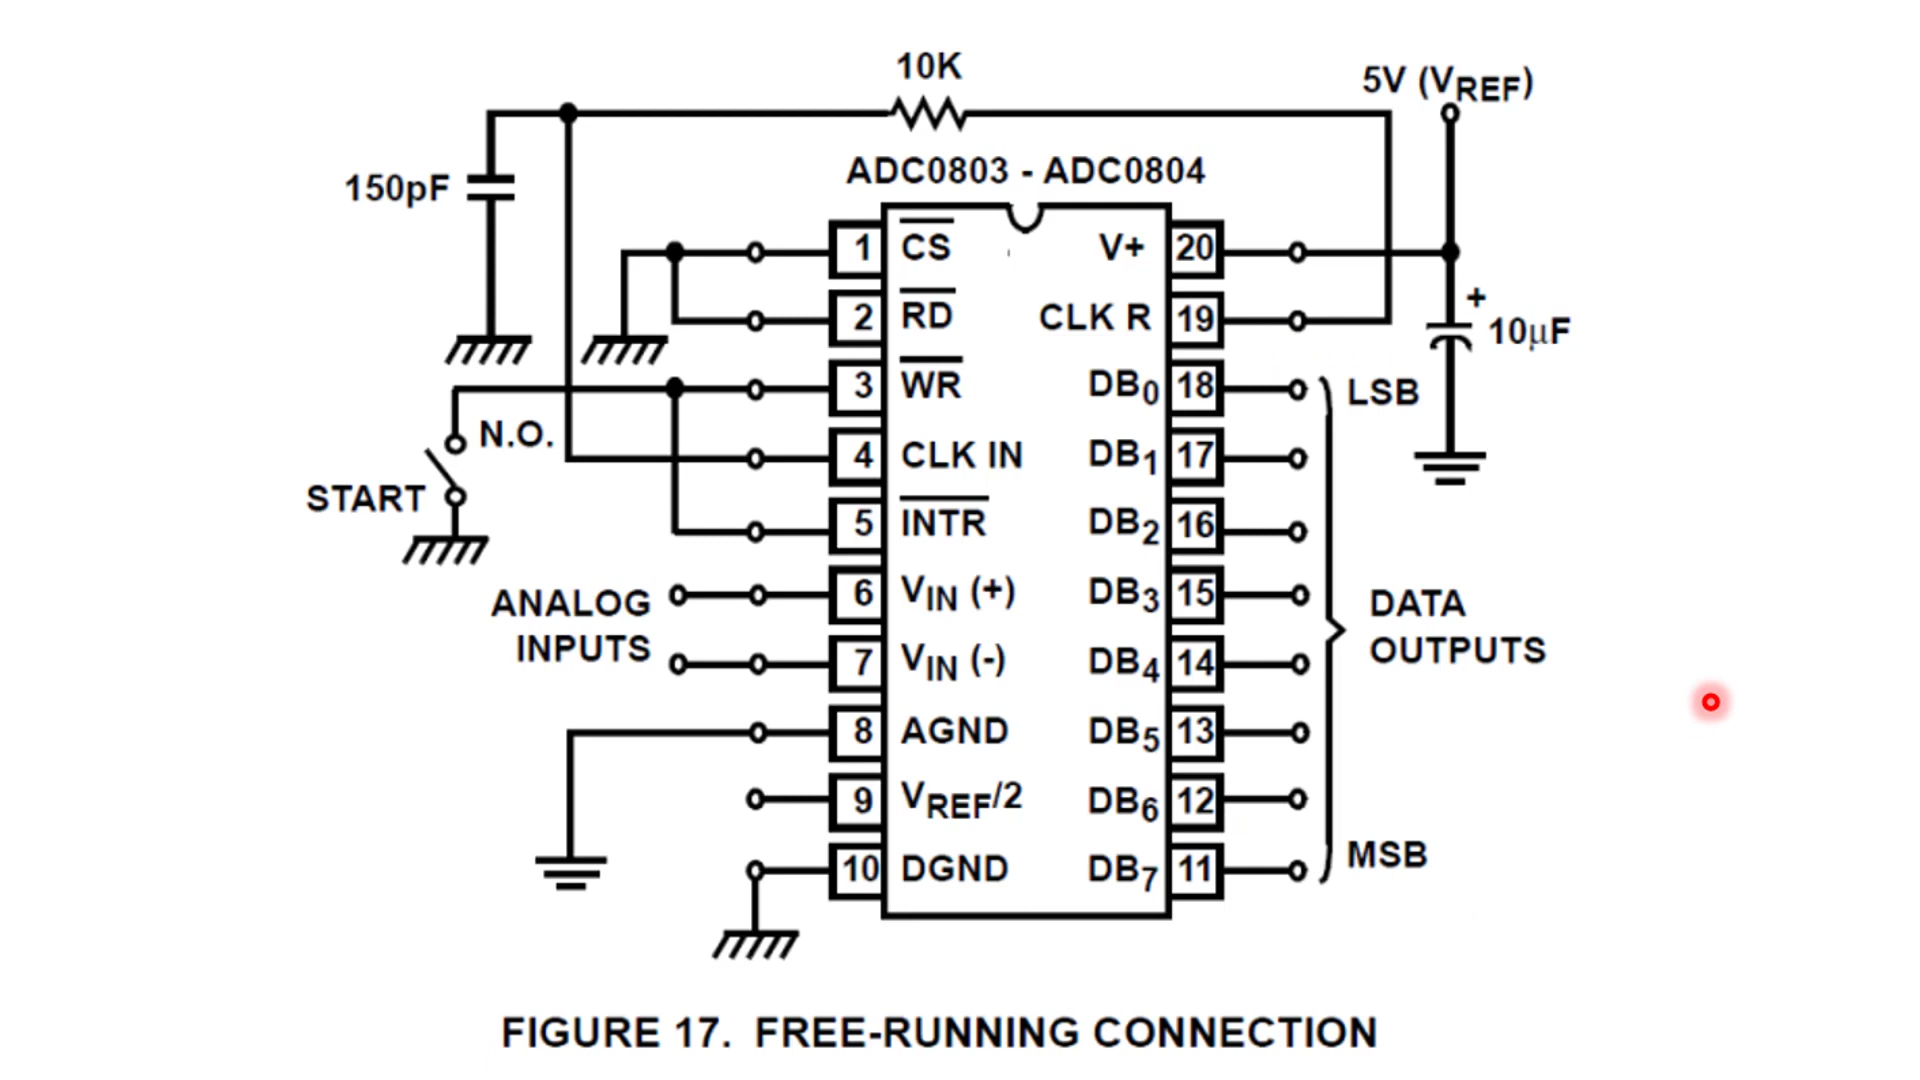 10K
5V (VREF)
ADC0803 - ADC0804
150pF
1 CS V+ 20
+
2 RD CLK R 19
10µF
3 WR DB0 18 LSB
N.O.
4 CLK IN DB1 17
START
5 INTR DB2 16
ANALOG
INPUTS
6 VIN (+) DB3 15
DATA
OUTPUTS
7 VIN (-) DB4 14
8 AGND DB5 13
9 VREF/2 DB6 12
MSB
10 DGND DB7 11
FIGURE 17. FREE-RUNNING CONNECTION